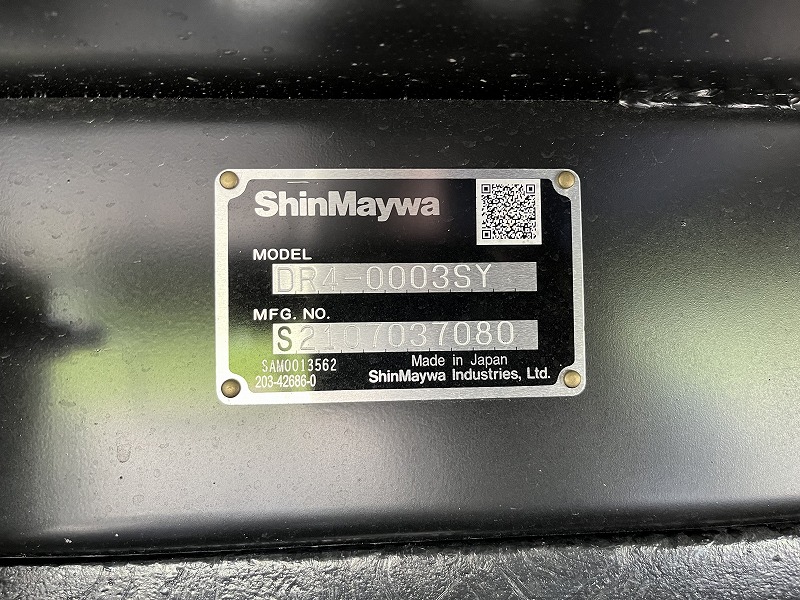 ShinMaywa
MODEL
DR4-0003SY
MFG. NO.
S2107037080
SAM0013562
Made in Japan
203-42686-0
ShinMaywa Industries, Ltd.